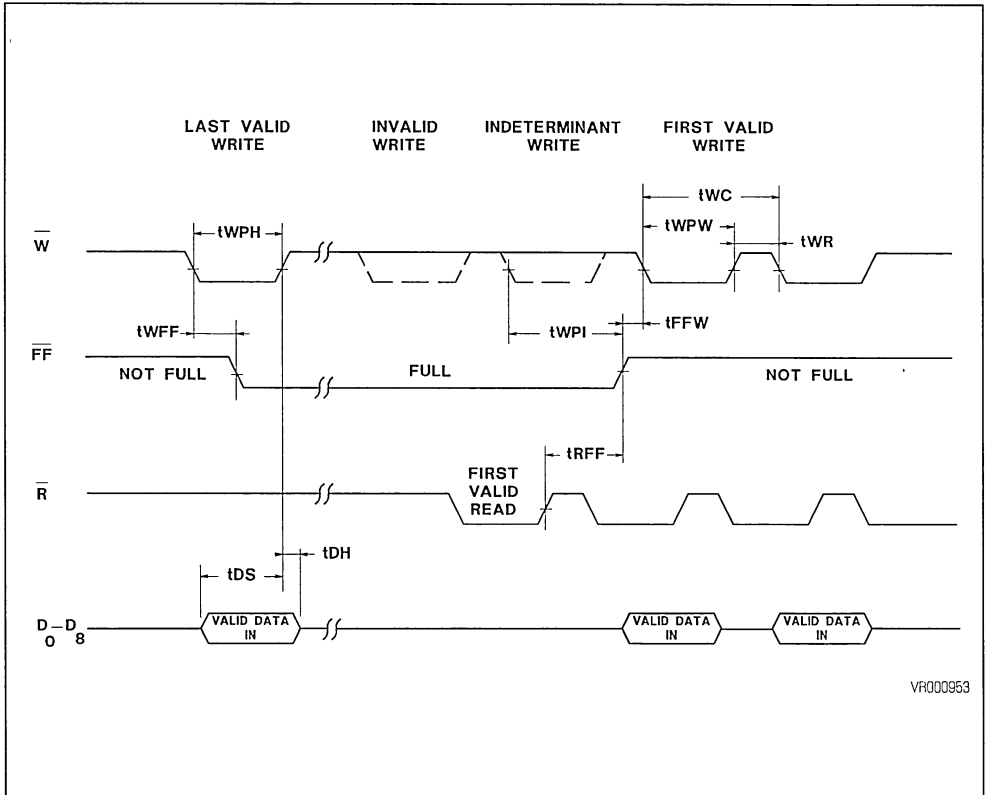 LAST VALID WRITE
INVALID WRITE
INDETERMINANT WRITE
FIRST VALID WRITE
tWC
tWPH
tWPW
tWR
W
tWFF
tWPI
tFFW
FF
NOT FULL
FULL
NOT FULL
tRFF
R
FIRST VALID READ
tDH
tDS
D0–D8
VALID DATA IN
VALID DATA IN
VALID DATA IN
VR000953